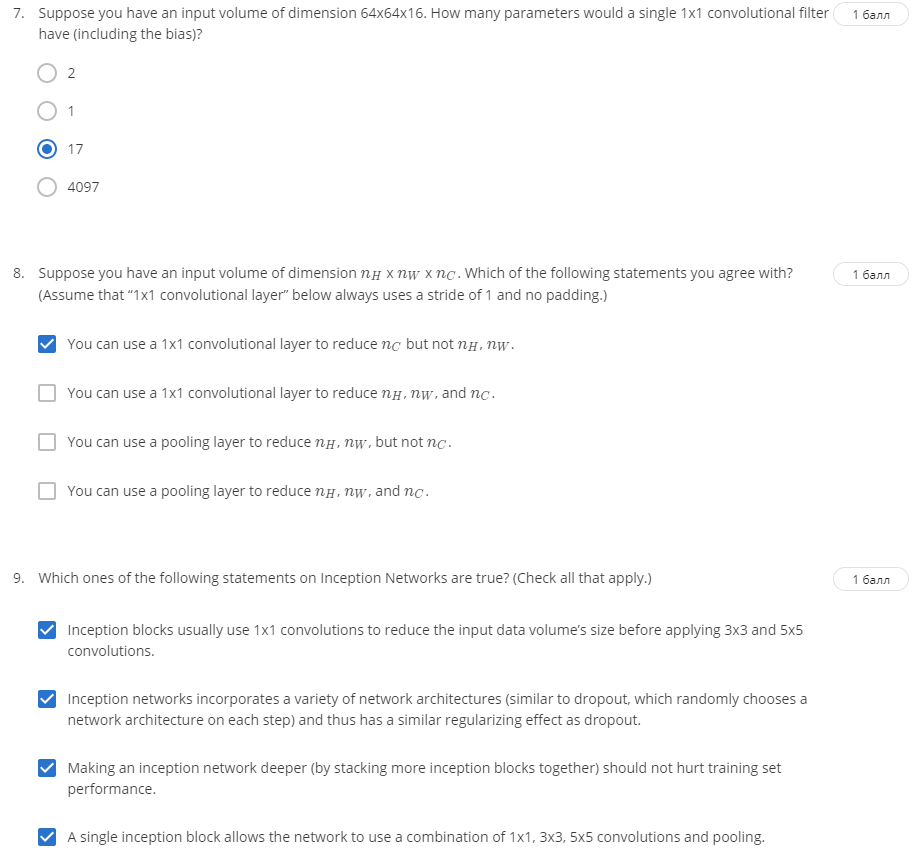 7. Suppose you have an input volume of dimension 64x64x16. How many parameters would a single 1x1 convolutional filter have (including the bias)?
1 балл
2
1
17
4097
8. Suppose you have an input volume of dimension n_H x n_W x n_C. Which of the following statements you agree with?
1 балл
(Assume that “1x1 convolutional layer” below always uses a stride of 1 and no padding.)
You can use a 1x1 convolutional layer to reduce n_C but not n_H, n_W.
You can use a 1x1 convolutional layer to reduce n_H, n_W, and n_C.
You can use a pooling layer to reduce n_H, n_W, but not n_C.
You can use a pooling layer to reduce n_H, n_W, and n_C.
9. Which ones of the following statements on Inception Networks are true? (Check all that apply.)
1 балл
Inception blocks usually use 1x1 convolutions to reduce the input data volume’s size before applying 3x3 and 5x5
convolutions.
Inception networks incorporates a variety of network architectures (similar to dropout, which randomly chooses a
network architecture on each step) and thus has a similar regularizing effect as dropout.
Making an inception network deeper (by stacking more inception blocks together) should not hurt training set
performance.
A single inception block allows the network to use a combination of 1x1, 3x3, 5x5 convolutions and pooling.